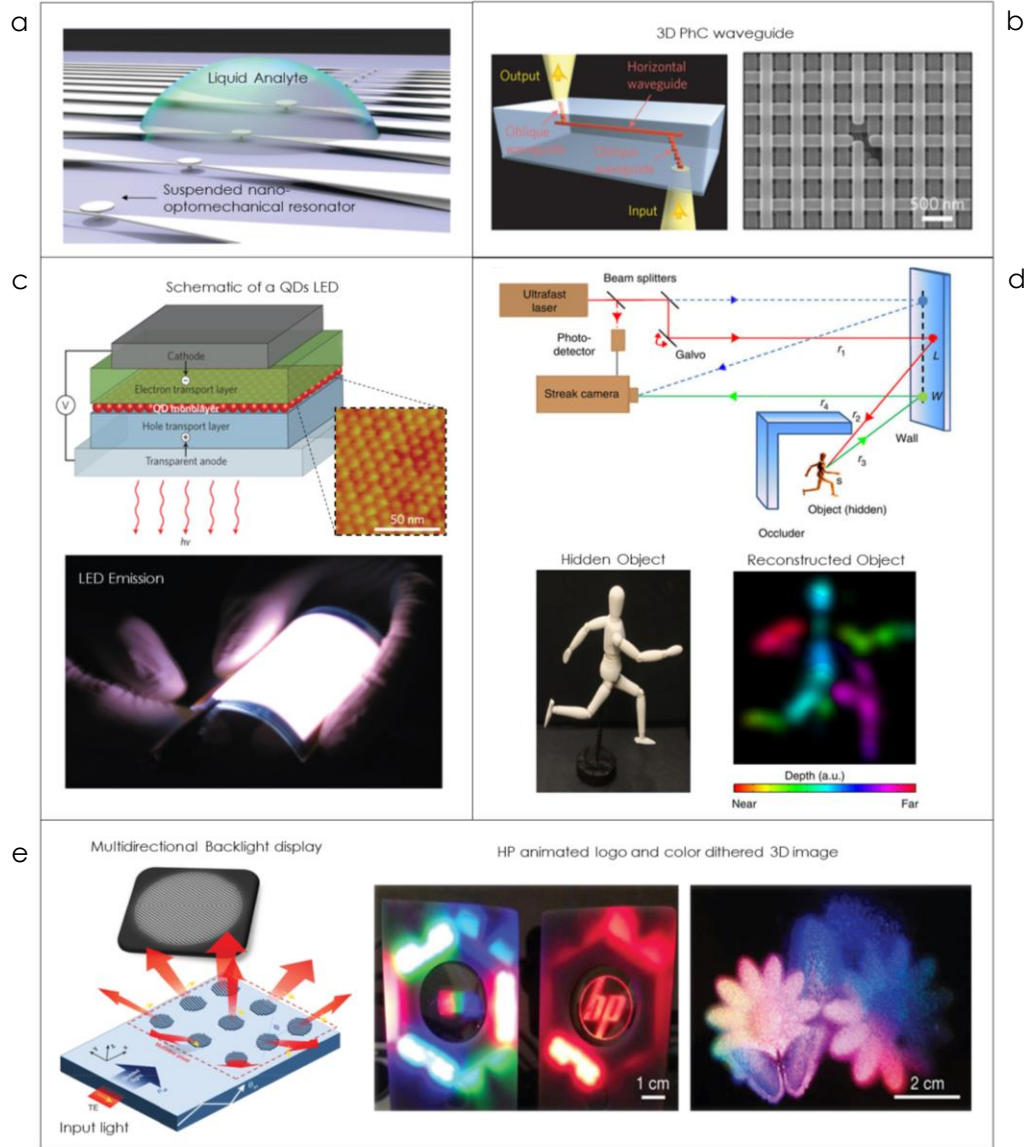 a
Liquid Analyte
Suspended nano-
optomechanical resonator
b
3D PhC waveguide
Output
Horizontal
waveguide
Oblique
waveguide
Oblique
waveguide
Input
500 nm
c
Schematic of a QDs LED
Cathode
−
Electron transport layer
QD monolayer
Hole transport layer
+
Transparent anode
V
hν
50 nm
LED Emission
d
Beam splitters
Ultrafast
laser
Photo-
detector
Galvo
r1
L
Streak camera
r4
r2
W
Wall
r3
s
Object (hidden)
Occluder
Hidden Object
Reconstructed Object
Depth (a.u.)
Near
Far
e
Multidirectional Backlight display
TE
Input light
HP animated logo and color dithered 3D image
hp
1 cm
2 cm